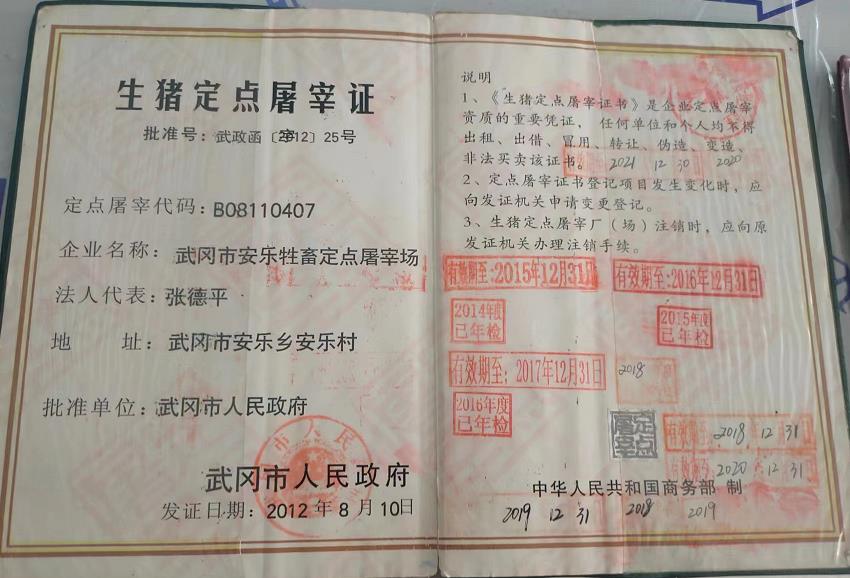 生猪定点屠宰证
批准号：武政函〔2012〕25号
定点屠宰代码：B08110407
企业名称：武冈市安乐牲畜定点屠宰场
法人代表：张德平
地 址：武冈市安乐乡安乐村
批准单位：武冈市人民政府
武冈市人民政府
发证日期：2012年8月10日
说明
1、《生猪定点屠宰证书》是企业定点屠宰
资质的重要凭证，任何单位和个人均不得
出租、出借、冒用、转让、伪造、变造、
非法买卖该证书。
2021 12 30 2020
2、定点屠宰证书登记项目发生变化时，应
向发证机关申请变更登记。
3、生猪定点屠宰厂（场）注销时，应向原
发证机关办理注销手续。
有效期至：2015年12月31日
有效期至：2016年12月31日
2014年度
已年检
2015年度
已年检
有效期至：2017年12月31日
2018
2016年度
已年检
定点
屠宰
有效期至：2018.12.31
有效期至：2020.12.31
中华人民共和国商务部 制
2019 12 31 2018 2019